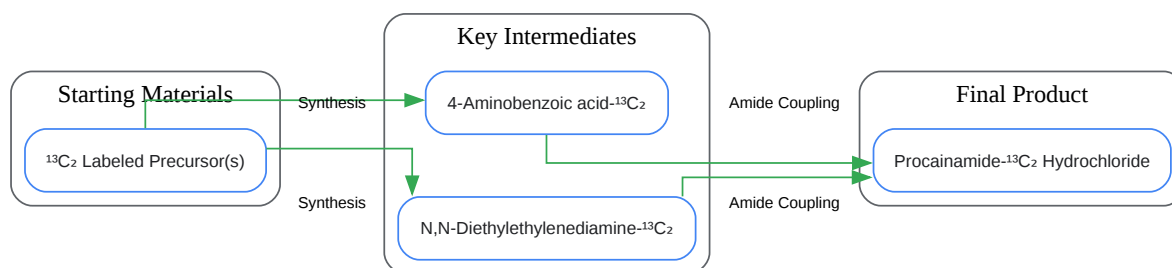 Starting Materials
¹³C₂ Labeled Precursor(s)
Synthesis
Synthesis
Key Intermediates
4-Aminobenzoic acid-¹³C₂
N,N-Diethylethylenediamine-¹³C₂
Amide Coupling
Amide Coupling
Final Product
Procainamide-¹³C₂ Hydrochloride